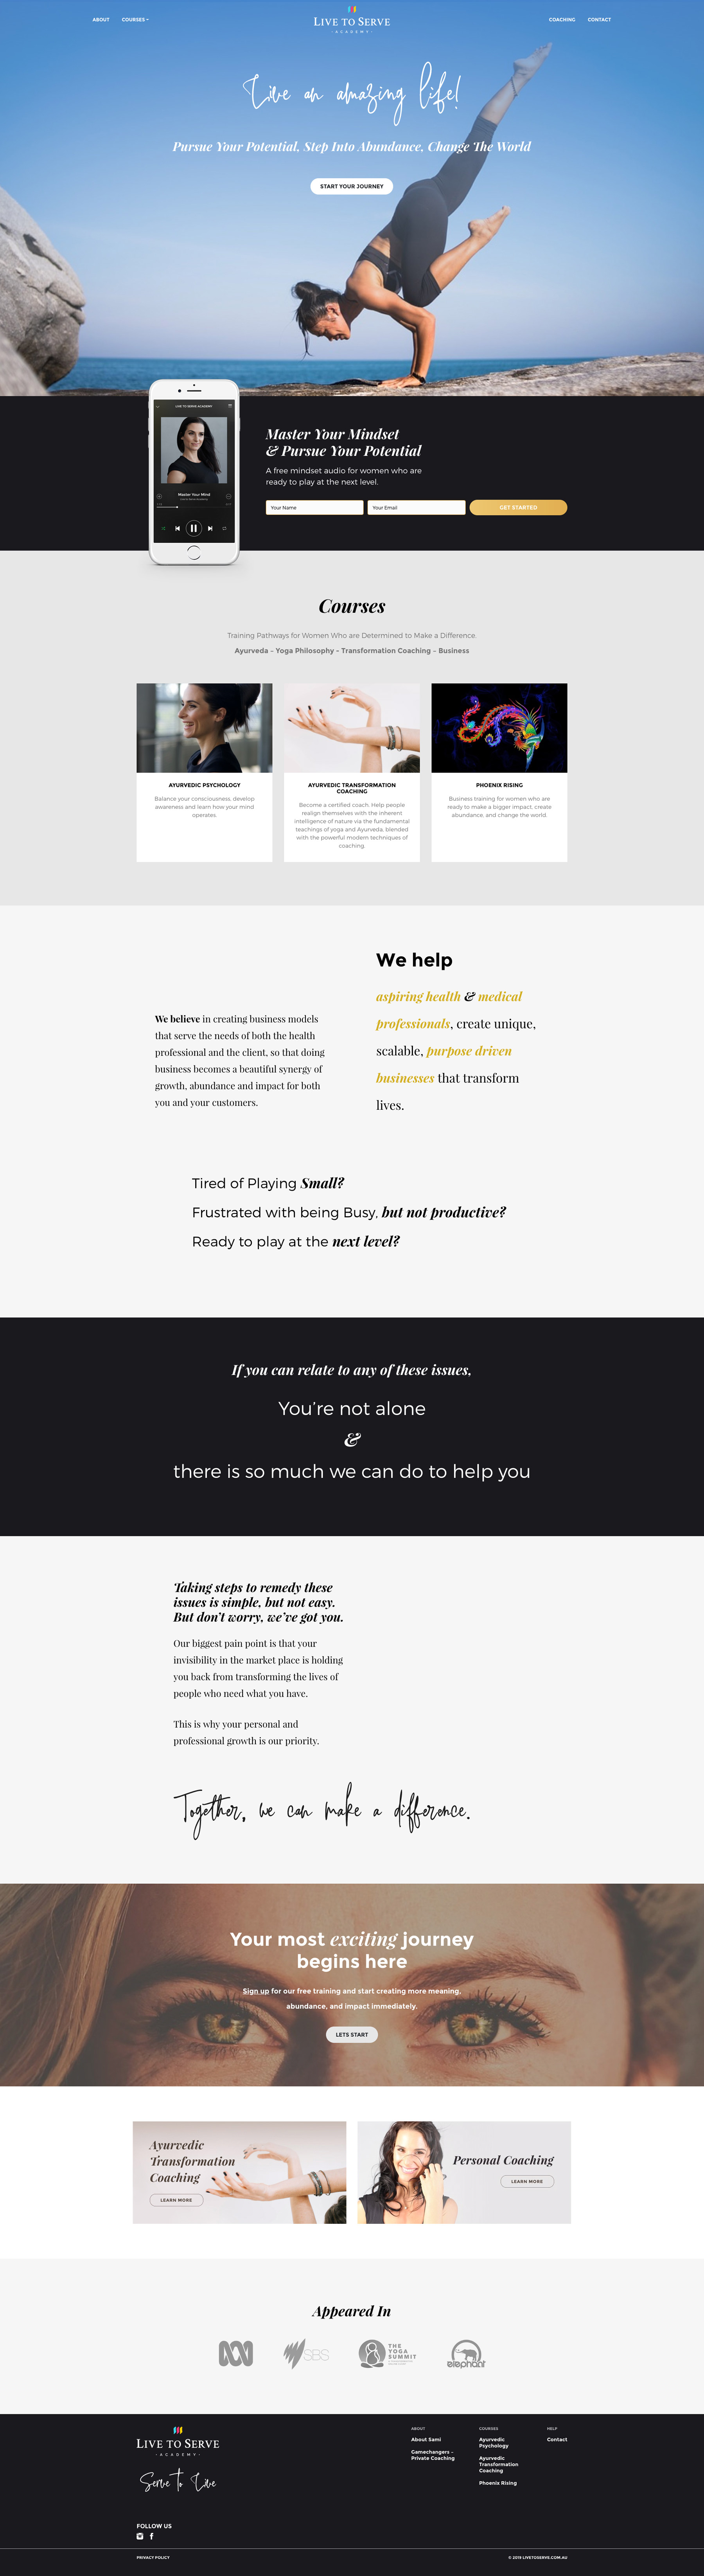 ABOUT
COURSES
LIVE TO SERVE
· ACADEMY ·
COACHING
CONTACT
Live an amazing life!
Pursue Your Potential, Step Into Abundance, Change The World
START YOUR JOURNEY
LIVE TO SERVE ACADEMY
Master Your Mind
Master Your Mindset
& Pursue Your Potential
A free mindset audio for women who are
ready to play at the next level.
Your Name
Your Email
GET STARTED
Courses
Training Pathways for Women Who are Determined to Make a Difference.
Ayurveda – Yoga Philosophy – Transformation Coaching – Business
AYURVEDIC PSYCHOLOGY
Balance your consciousness, develop
awareness and learn how your mind
operates.
AYURVEDIC TRANSFORMATION
COACHING
Become a certified coach. Help people
realign themselves with the inherent
intelligence of nature via the fundamental
teachings of yoga and Ayurveda, blended
with the powerful modern-techniques of
coaching.
PHOENIX RISING
Business training for women who are
ready to make a bigger impact, create
abundance, and change the world.
We believe in creating business models
that serve the needs of both the health
professional and the client, so that doing
business becomes a beautiful synergy of
growth, abundance and impact for both
you and your customers.
We help
aspiring health & medical
professionals, create unique,
scalable, purpose driven
businesses that transform
lives.
Tired of Playing Small?
Frustrated with being Busy, but not productive?
Ready to play at the next level?
If you can relate to any of these issues,
You're not alone
&
there is so much we can do to help you
Taking steps to remedy these
issues is simple, but not easy.
But don't worry, we've got you.
Our biggest pain point is that your
invisibility in the market place is holding
you back from transforming the lives of
people who need what you have.
This is why your personal and
professional growth is our priority.
Together, we can make a difference.
Your most exciting journey
begins here
Sign up for our free training and start creating more meaning,
abundance, and impact immediately.
LETS START
Ayurvedic
Transformation
Coaching
LEARN MORE
Personal Coaching
LEARN MORE
Appeared In
SBS
THE
YOGA
SUMMIT
elephant
LIVE TO SERVE
· ACADEMY ·
Serve to Live
ABOUT
About Sami
Gamechangers –
Private Coaching
COURSES
Ayurvedic
Psychology
Ayurvedic
Transformation
Coaching
Phoenix Rising
HELP
Contact
FOLLOW US
PRIVACY POLICY
© 2019 LIVETOSERVE.COM.AU